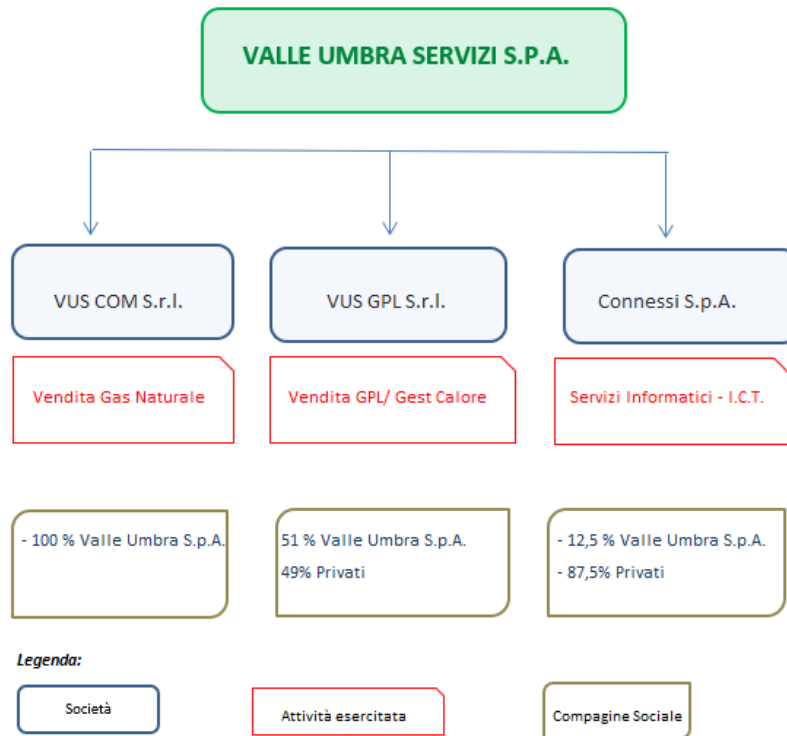 VALLE UMBRA SERVIZI S.P.A.
VUS COM S.r.l.
VUS GPL S.r.l.
Connessi S.p.A.
Vendita Gas Naturale
Vendita GPL/ Gest Calore
Servizi Informatici - I.C.T.
- 100 % Valle Umbra S.p.A.
51 % Valle Umbra S.p.A.
49% Privati
- 12,5 % Valle Umbra S.p.A.
- 87,5% Privati
Legenda:
Società
Attività esercitata
Compagine Sociale